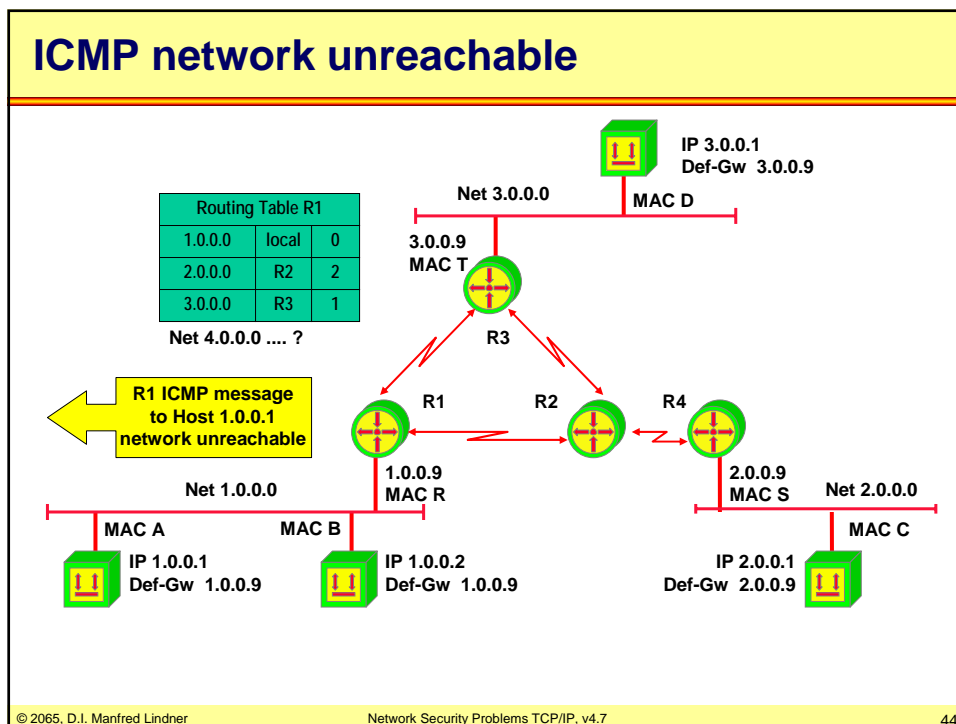 ICMP network unreachable
IP 3.0.0.1
Def-Gw 3.0.0.9
Net 3.0.0.0
MAC D
Routing Table R1
1.0.0.0 local 0
2.0.0.0 R2 2
3.0.0.0 R3 1
Net 4.0.0.0 .... ?
3.0.0.9
MAC T
R3
R1 ICMP message
to Host 1.0.0.1
network unreachable
R1
R2
R4
1.0.0.9
MAC R
2.0.0.9
MAC S
Net 1.0.0.0
Net 2.0.0.0
MAC A
MAC B
MAC C
IP 1.0.0.1
Def-Gw 1.0.0.9
IP 1.0.0.2
Def-Gw 1.0.0.9
IP 2.0.0.1
Def-Gw 2.0.0.9
© 2065, D.I. Manfred Lindner
Network Security Problems TCP/IP, v4.7
44